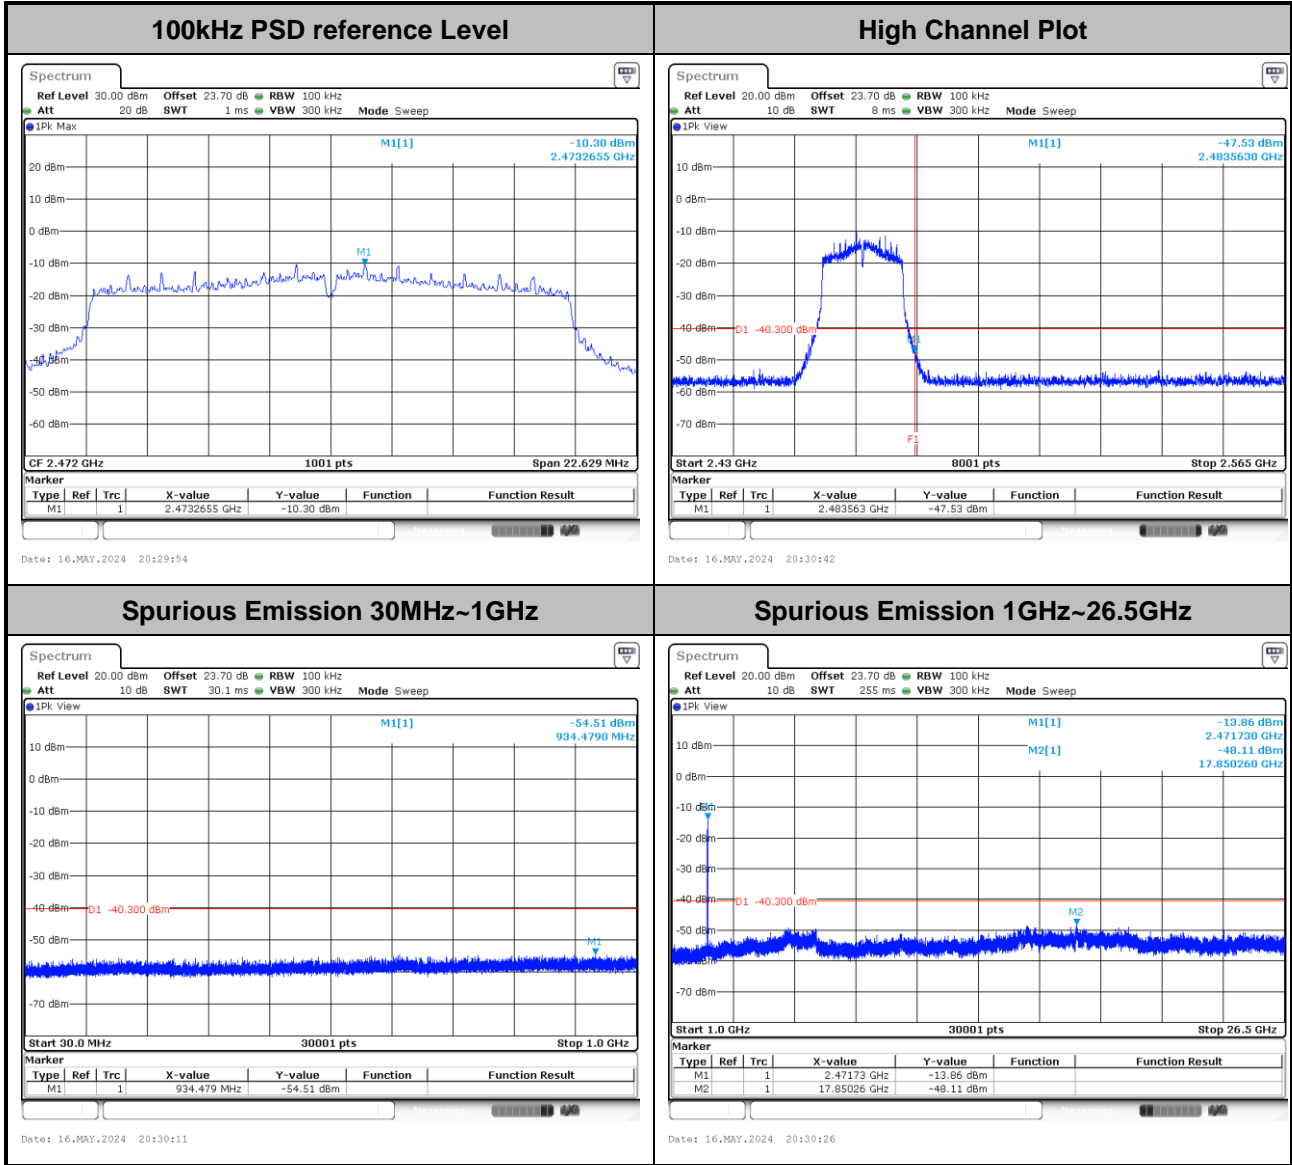 100kHz PSD reference Level
High Channel Plot
Spectrum
Ref Level 30.00 dBm Offset 23.70 dB RBW 100 kHz
Att 20 dB SWT 1 ms VBW 300 kHz Mode Sweep
1Pk Max
M1[1] -10.30 dBm
2.4732655 GHz
20 dBm
10 dBm
0 dBm
M1
-10 dBm
-20 dBm
-30 dBm
-40 dBm
-50 dBm
-60 dBm
CF 2.472 GHz 1001 pts Span 22.629 MHz
Marker
Type Ref Trc X-value Y-value Function Function Result
M1 1 2.4732655 GHz -10.30 dBm
Date: 16.MAY.2024 20:29:54
Spectrum
Ref Level 20.00 dBm Offset 23.70 dB RBW 100 kHz
Att 10 dB SWT 8 ms VBW 300 kHz Mode Sweep
1Pk View
M1[1] -47.53 dBm
2.4835630 GHz
10 dBm
0 dBm
-10 dBm
-20 dBm
-30 dBm
-40 dBm D1 -40.300 dBm
-50 dBm
-60 dBm
-70 dBm
F1
Start 2.43 GHz 8001 pts Stop 2.565 GHz
Marker
Type Ref Trc X-value Y-value Function Function Result
M1 1 2.483563 GHz -47.53 dBm
Date: 16.MAY.2024 20:30:42
Spurious Emission 30MHz~1GHz
Spurious Emission 1GHz~26.5GHz
Spectrum
Ref Level 20.00 dBm Offset 23.70 dB RBW 100 kHz
Att 10 dB SWT 30.1 ms VBW 300 kHz Mode Sweep
1Pk View
M1[1] -54.51 dBm
934.4790 MHz
10 dBm
0 dBm
-10 dBm
-20 dBm
-30 dBm
-40 dBm D1 -40.300 dBm
-50 dBm
M1
-70 dBm
Start 30.0 MHz 30001 pts Stop 1.0 GHz
Marker
Type Ref Trc X-value Y-value Function Function Result
M1 1 934.479 MHz -54.51 dBm
Date: 16.MAY.2024 20:30:11
Spectrum
Ref Level 20.00 dBm Offset 23.70 dB RBW 100 kHz
Att 10 dB SWT 255 ms VBW 300 kHz Mode Sweep
1Pk View
M1[1] -13.86 dBm
2.471730 GHz
M2[1] -48.11 dBm
17.850260 GHz
10 dBm
0 dBm
-10 dBm
-20 dBm
-30 dBm
-40 dBm D1 -40.300 dBm
M2
-50 dBm
-70 dBm
Start 1.0 GHz 30001 pts Stop 26.5 GHz
Marker
Type Ref Trc X-value Y-value Function Function Result
M1 1 2.47173 GHz -13.86 dBm
M2 1 17.85026 GHz -48.11 dBm
Date: 16.MAY.2024 20:30:26